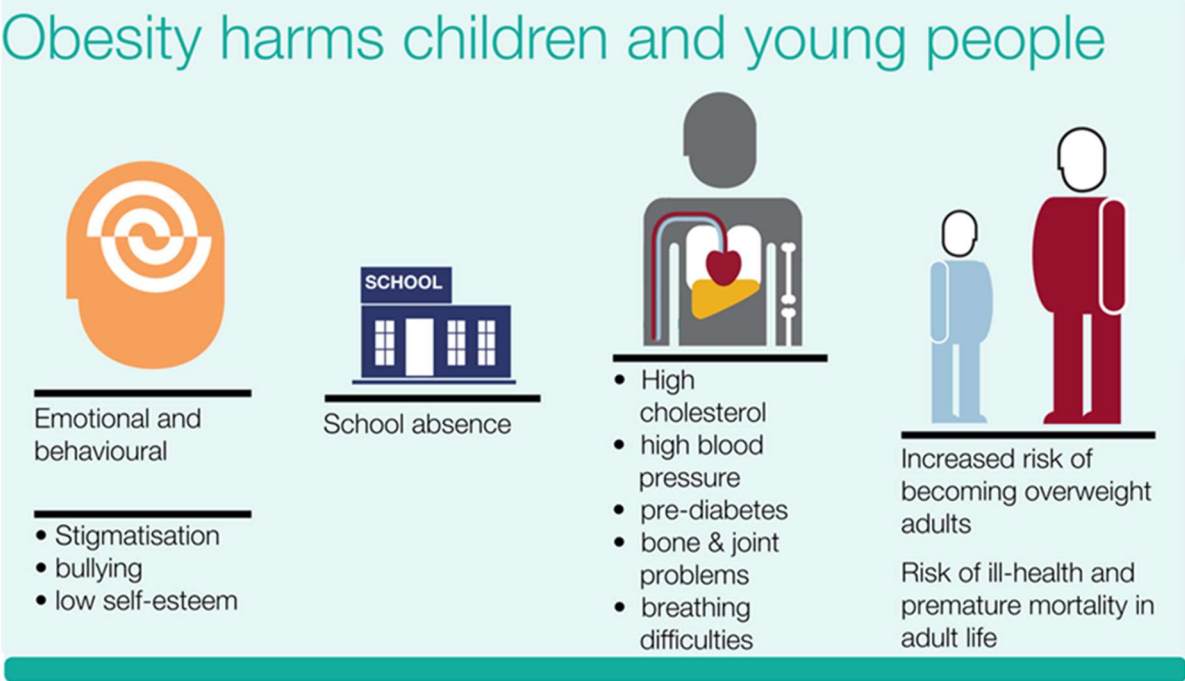 Obesity harms children and young people
Emotional and
behavioural
• Stigmatisation
• bullying
• low self-esteem
SCHOOL
School absence
• High
cholesterol
• high blood
pressure
• pre-diabetes
• bone & joint
problems
• breathing
difficulties
Increased risk of
becoming overweight
adults
Risk of ill-health and
premature mortality in
adult life